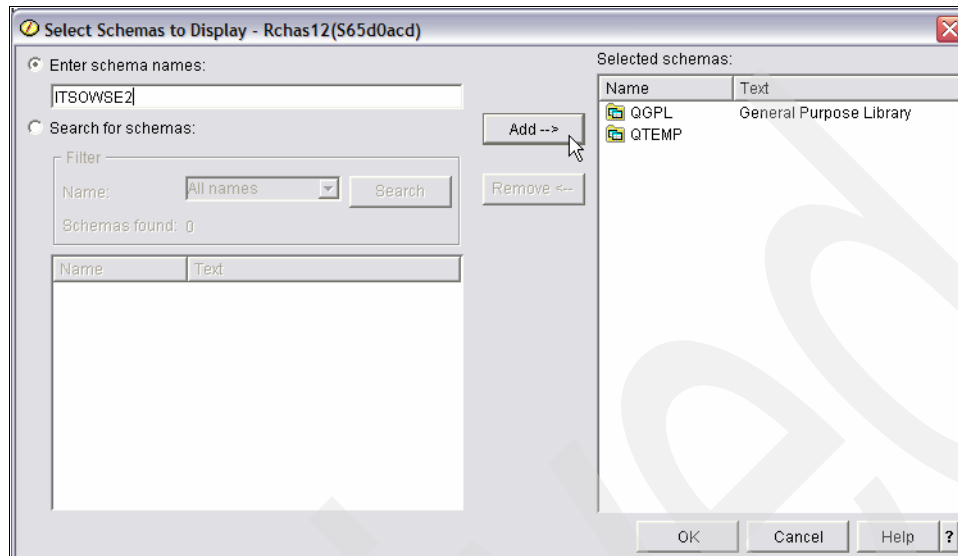 Select Schemas to Display - Rchas12(S65d0acd)
Enter schema names:
ITSOWSE2
Search for schemas:
Filter
Name: All names Search
Schemas found: 0
Name Text
Add -->
Remove <--
Selected schemas:
Name Text
QGPL General Purpose Library
QTEMP
OK Cancel Help ?